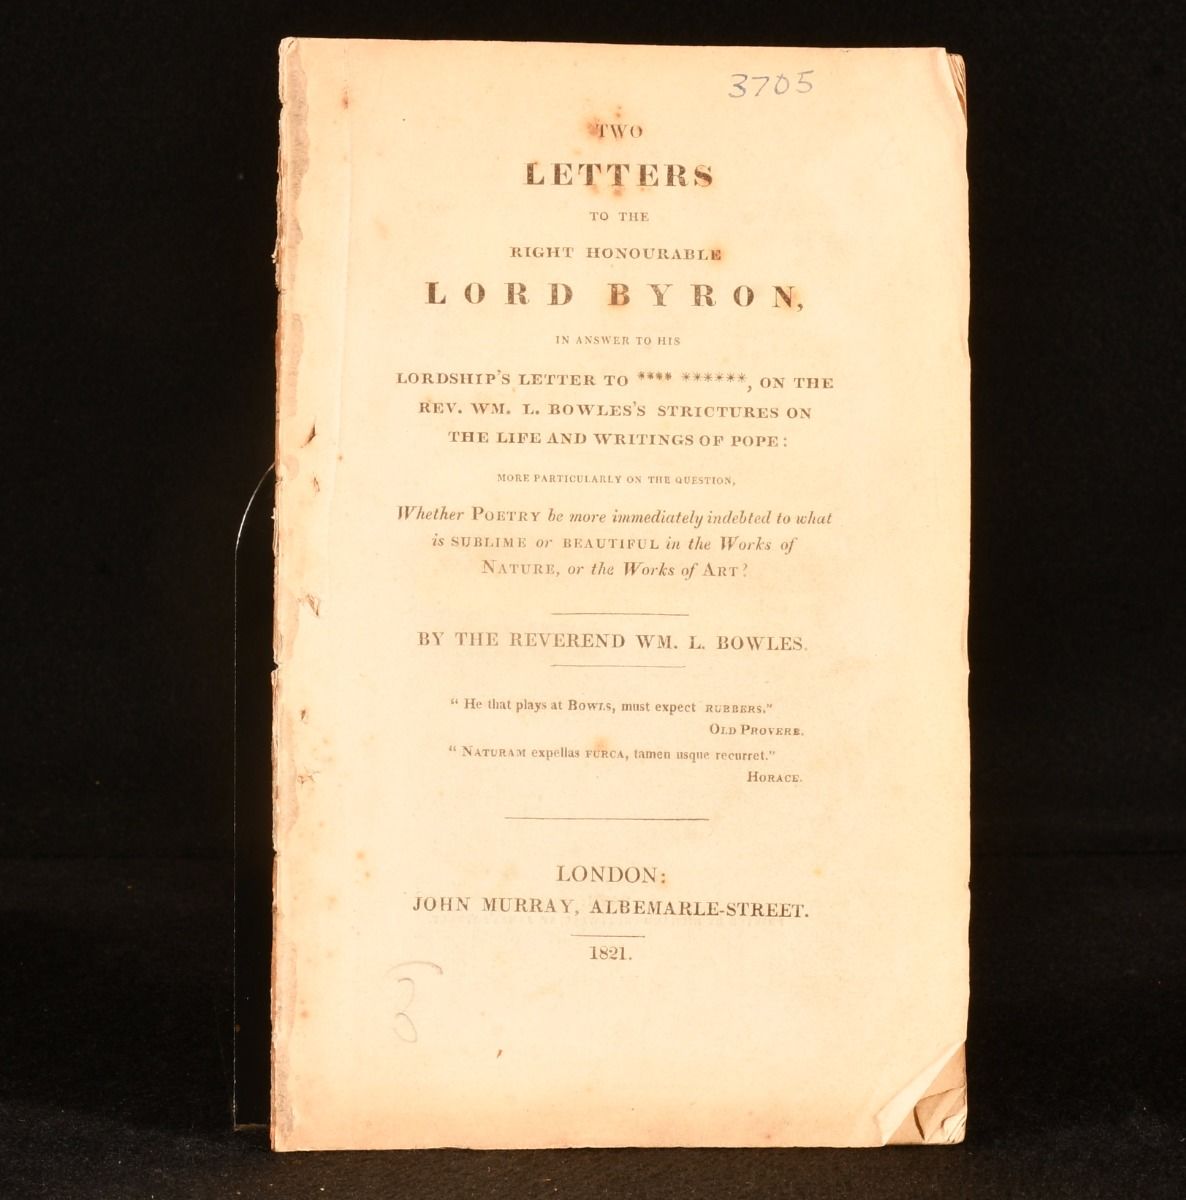 3705
TWO
LETTERS
TO THE
RIGHT HONOURABLE
LORD BYRON,
IN ANSWER TO HIS
LORDSHIP'S LETTER TO **** ******, ON THE
REV. WM. L. BOWLES'S STRICTURES ON
THE LIFE AND WRITINGS OF POPE:
MORE PARTICULARLY ON THE QUESTION,
Whether POETRY be more immediately indebted to what
is SUBLIME or BEAUTIFUL in the Works of
NATURE, or the Works of ART?
BY THE REVEREND WM. L. BOWLES.
"He that plays at BOWLS, must expect RUBBERS."
OLD PROVERB.
"NATURAM expellas FURCA, tamen usque recurret."
HORACE.
LONDON:
JOHN MURRAY, ALBEMARLE-STREET.
1821.